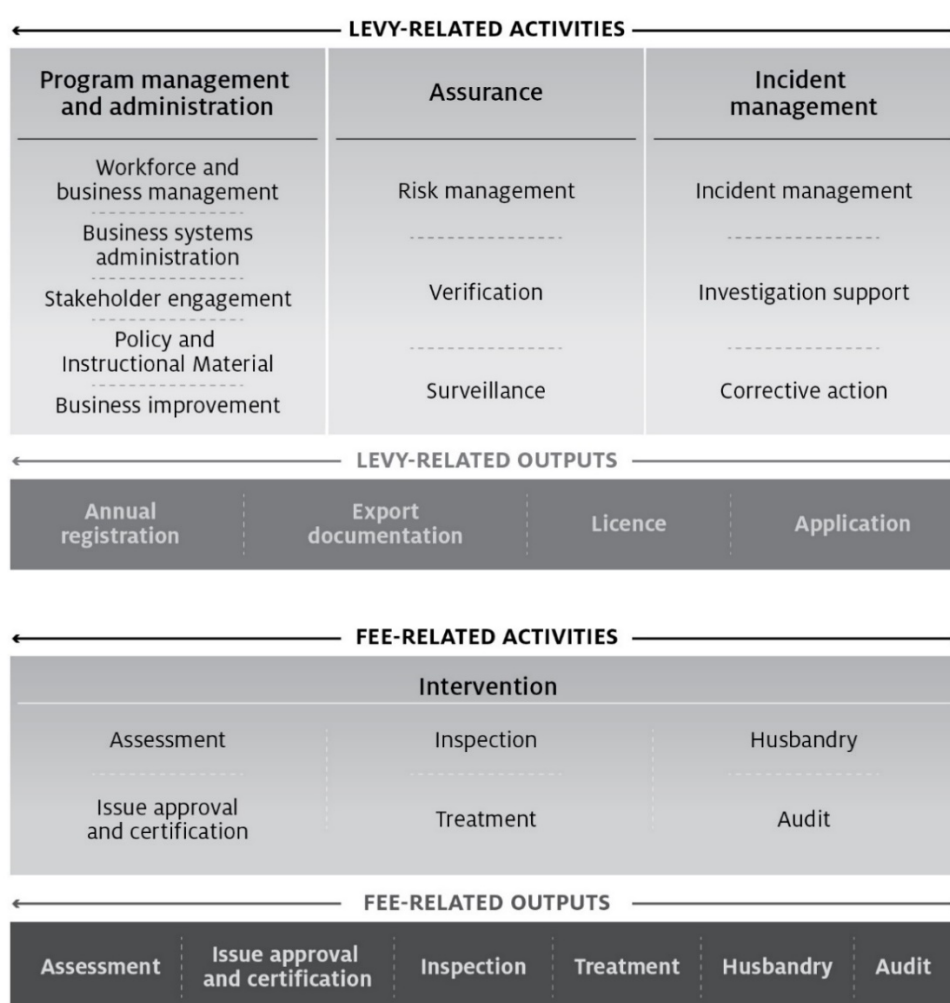 LEVY-RELATED ACTIVITIES
Program management
and administration
Workforce and
business management
Business systems
administration
Stakeholder engagement
Policy and
Instructional Material
Business improvement
Assurance
Risk management
Verification
Surveillance
Incident
management
Incident management
Investigation support
Corrective action
LEVY-RELATED OUTPUTS
Annual
registration
Export
documentation
Licence
Application
FEE-RELATED ACTIVITIES
Intervention
Assessment
Issue approval
and certification
Inspection
Treatment
Husbandry
Audit
FEE-RELATED OUTPUTS
Assessment
Issue approval
and certification
Inspection
Treatment
Husbandry
Audit